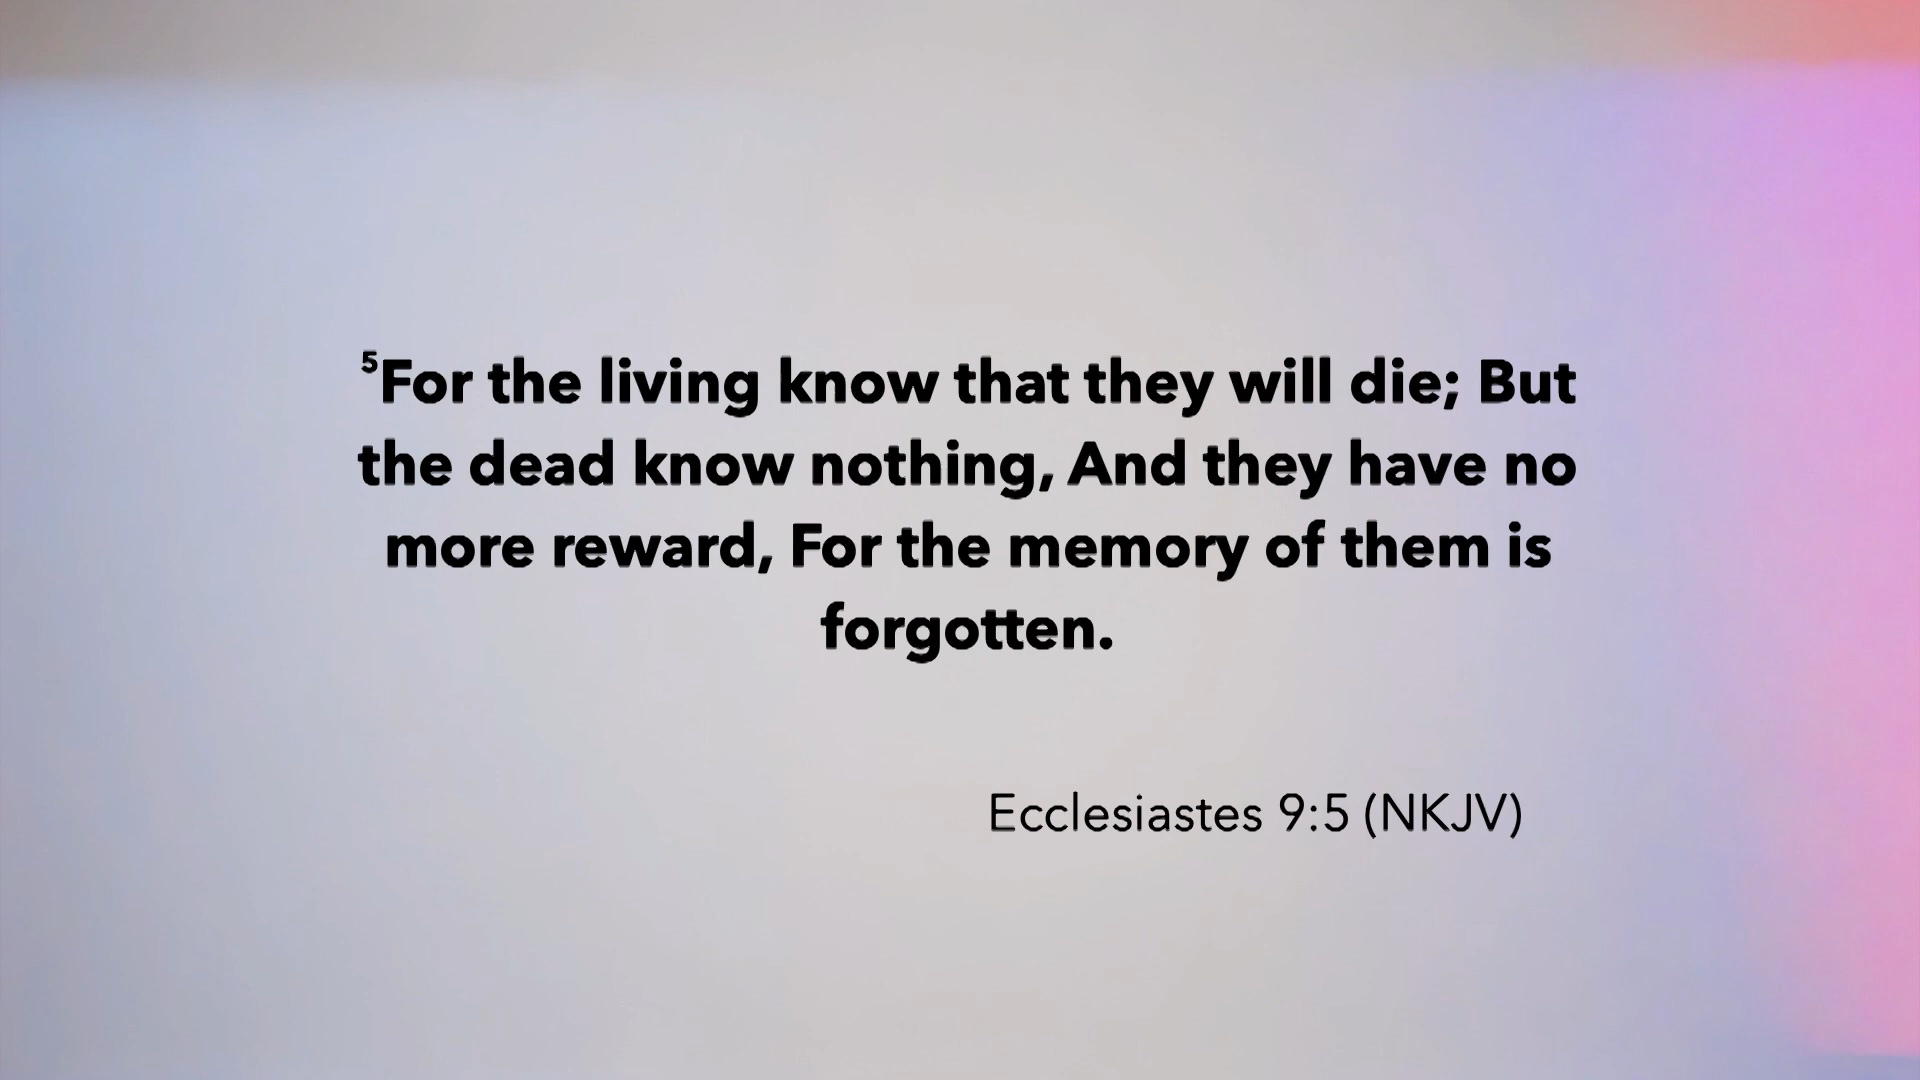 ⁵For the living know that they will die; But
the dead know nothing, And they have no
more reward, For the memory of them is
forgotten.
Ecclesiastes 9:5 (NKJV)